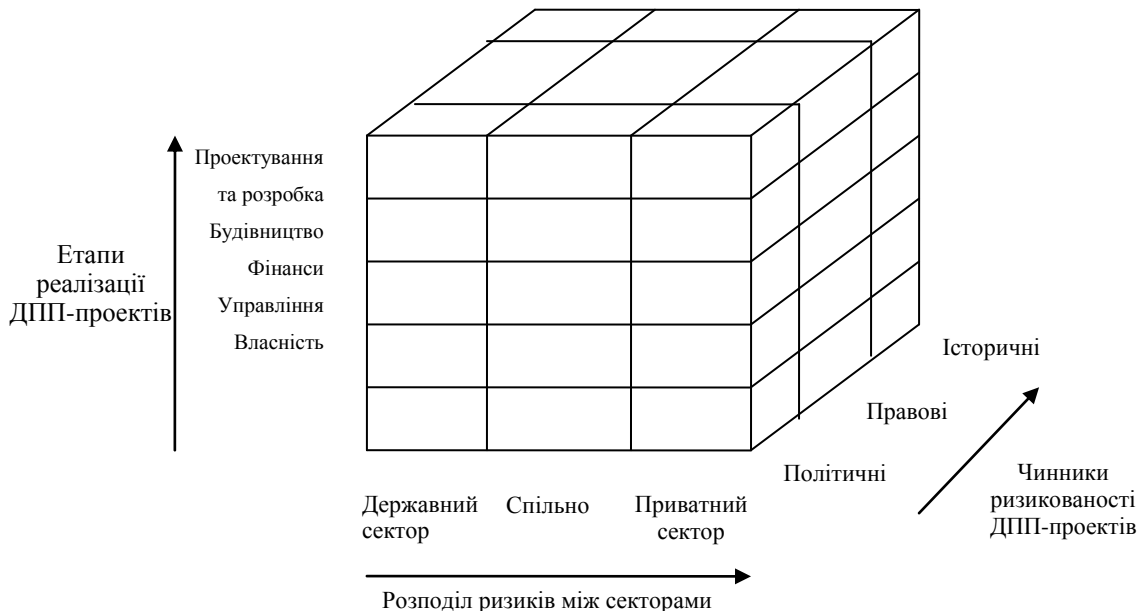 Проектування
та розробка
Будівництво
Фінанси
Управління
Власність
Етапи
реалізації
ДПП-проектів
Історичні
Правові
Політичні
Чинники
ризикованості
ДПП-проектів
Державний
сектор
Спільно
Приватний
сектор
Розподіл ризиків між секторами